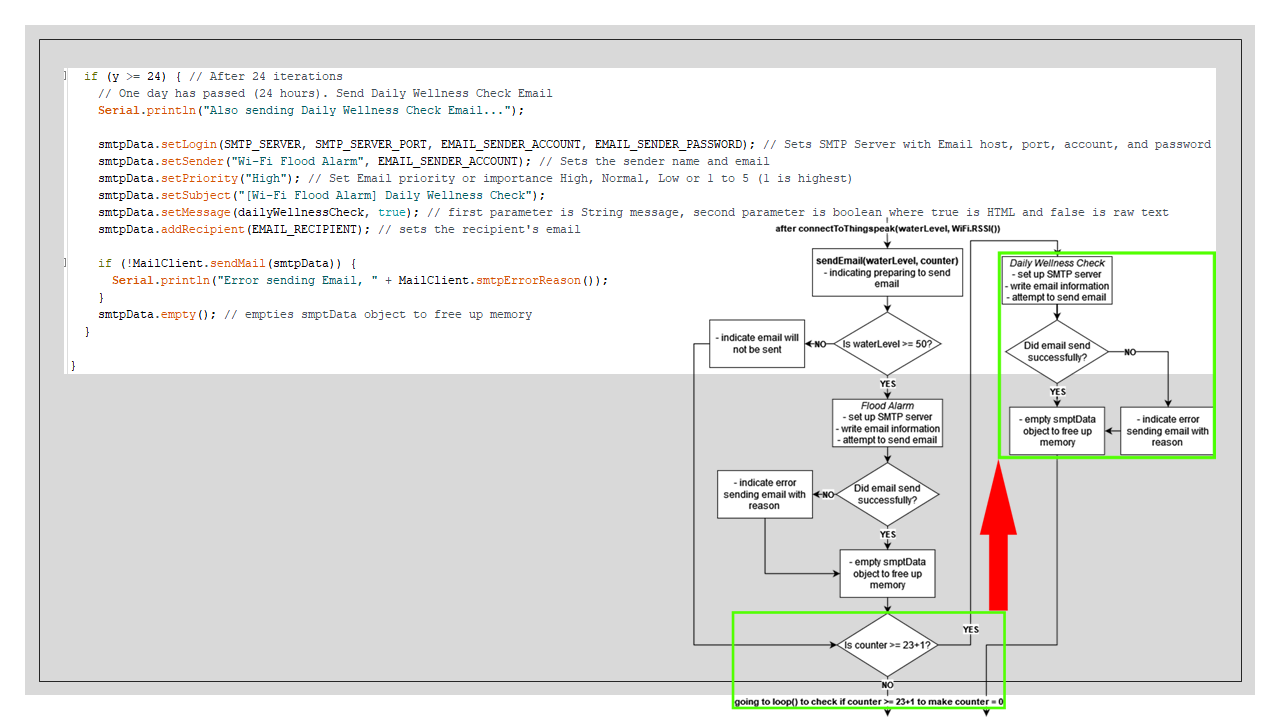 if (y >= 24) { // After 24 iterations
// One day has passed (24 hours). Send Daily Wellness Check Email
Serial.println("Also sending Daily Wellness Check Email...");
smtpData.setLogin(SMTP_SERVER, SMTP_SERVER_PORT, EMAIL_SENDER_ACCOUNT, EMAIL_SENDER_PASSWORD); // Sets SMTP Server with Email host, port, account, and password
smtpData.setSender("Wi-Fi Flood Alarm", EMAIL_SENDER_ACCOUNT); // Sets the sender name and email
smtpData.setPriority("High"); // Set Email priority or importance High, Normal, Low or 1 to 5 (1 is highest)
smtpData.setSubject("[Wi-Fi Flood Alarm] Daily Wellness Check");
smtpData.setMessage(dailyWellnessCheck, true); // first parameter is String message, second parameter is boolean where true is HTML and false is raw text
smtpData.addRecipient(EMAIL_RECIPIENT); // sets the recipient's email
if (!MailClient.sendMail(smtpData)) {
Serial.println("Error sending Email, " + MailClient.smtpErrorReason());
}
smtpData.empty(); // empties smptData object to free up memory
}
}
after connectToThingspeak(waterLevel, WiFi.RSSI())
sendEmail(waterLevel, counter)
- indicating preparing to send
email
Is waterLevel >= 50?
NO
- indicate email will
not be sent
YES
Flood Alarm
- set up SMTP server
- write email information
- attempt to send email
Did email send
successfully?
NO
- indicate error
sending email with
reason
YES
- empty smptData
object to free up
memory
Is counter >= 23+1?
YES
NO
going to loop() to check if counter >= 23+1 to make counter = 0
Daily Wellness Check
- set up SMTP server
- write email information
- attempt to send email
Did email send
successfully?
NO
YES
- empty smptData
object to free up
memory
- indicate error
sending email with
reason